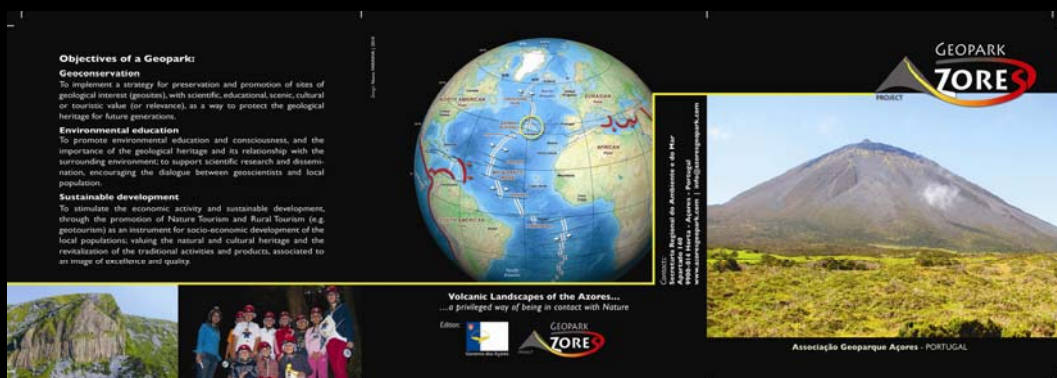 Objectives of a Geopark:
Geoconservation
To implement a strategy for preservation and promotion of sites of
geological interest (geosites), with scientific, educational, scenic, cultural
or touristic value (or relevance), as a way to protect the geological
heritage for future generations.
Environmental education
To promote environmental education and consciousness, and the
importance of the geological heritage and its relationship with the
surrounding environment; to support scientific research and dissemi-
nation, encouraging the dialogue between geoscientists and local
population.
Sustainable development
To stimulate the economic activity and sustainable development,
through the promotion of Nature Tourism and Rural Tourism (e.g.
geotourism) as an instrument for socio-economic development of the
local populations; valuing the natural and cultural heritage and the
revitalization of the traditional activities and products, associated to
an image of excellence and quality.
NORTH AMERICAN
EURASIAN
AFRICAN
SOUTH AMERICAN
Volcanic Landscapes of the Azores...
...a privileged way of being in contact with Nature
Edition:
Governo dos Açores
GEOPARK
AZORES
PROJECT
Contacts:
Secretaria Regional do Ambiente e do Mar
Apartado 140
9900-014 Horta - Açores - Portugal
www.azoresgeopark.com | info@azoresgeopark.com
GEOPARK
AZORES
PROJECT
Associação Geoparque Açores - PORTUGAL